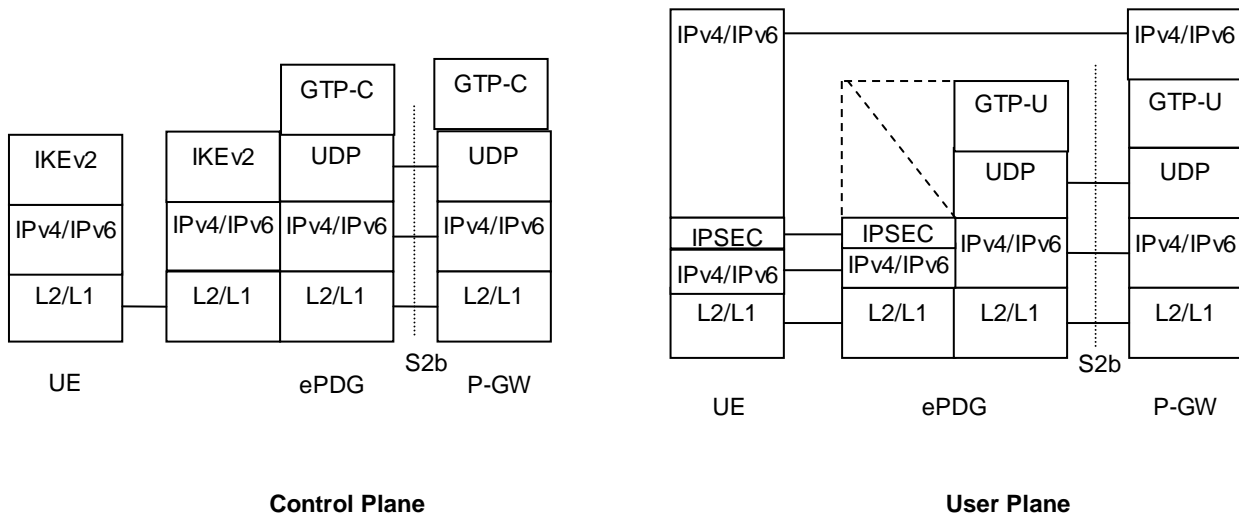 GTP-C GTP-C
IKEv2 IKEv2 UDP UDP
IPv4/IPv6 IPv4/IPv6 IPv4/IPv6 IPv4/IPv6
L2/L1 L2/L1 L2/L1 L2/L1
S2b
UE ePDG P-GW
Control Plane
IPv4/IPv6 IPv4/IPv6
GTP-U GTP-U
UDP UDP
IPSEC IPSEC IPv4/IPv6 IPv4/IPv6
IPv4/IPv6 IPv4/IPv6
L2/L1 L2/L1 L2/L1 L2/L1
S2b
UE ePDG P-GW
User Plane